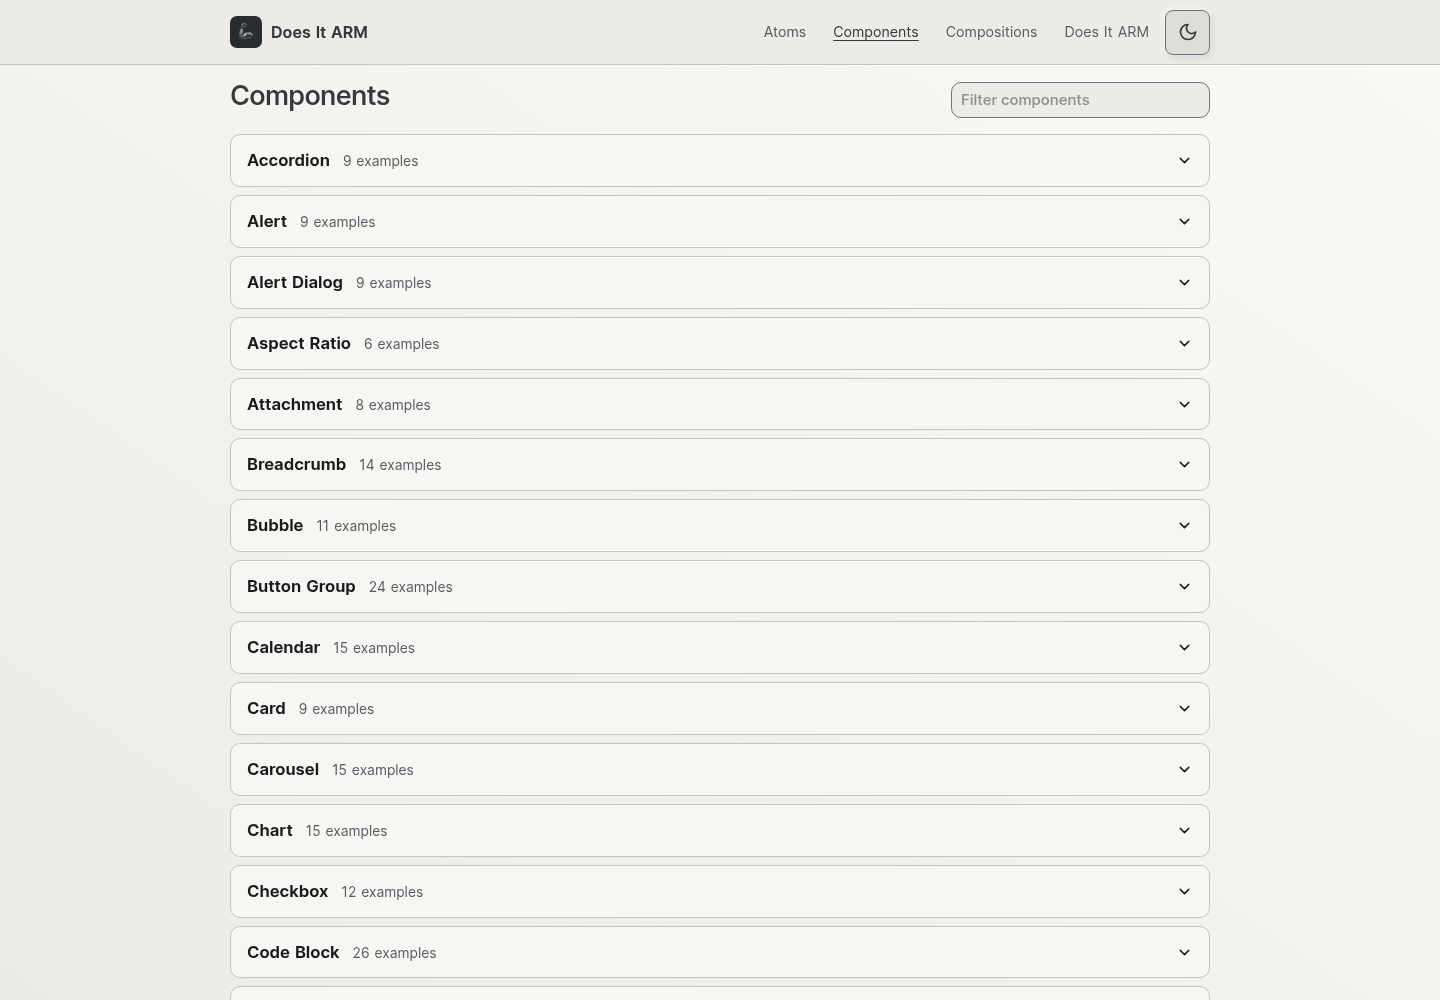 Does It ARM
Atoms
Components
Compositions
Does It ARM
Components
Filter components
Accordion 9 examples
Alert 9 examples
Alert Dialog 9 examples
Aspect Ratio 6 examples
Attachment 8 examples
Breadcrumb 14 examples
Bubble 11 examples
Button Group 24 examples
Calendar 15 examples
Card 9 examples
Carousel 15 examples
Chart 15 examples
Checkbox 12 examples
Code Block 26 examples